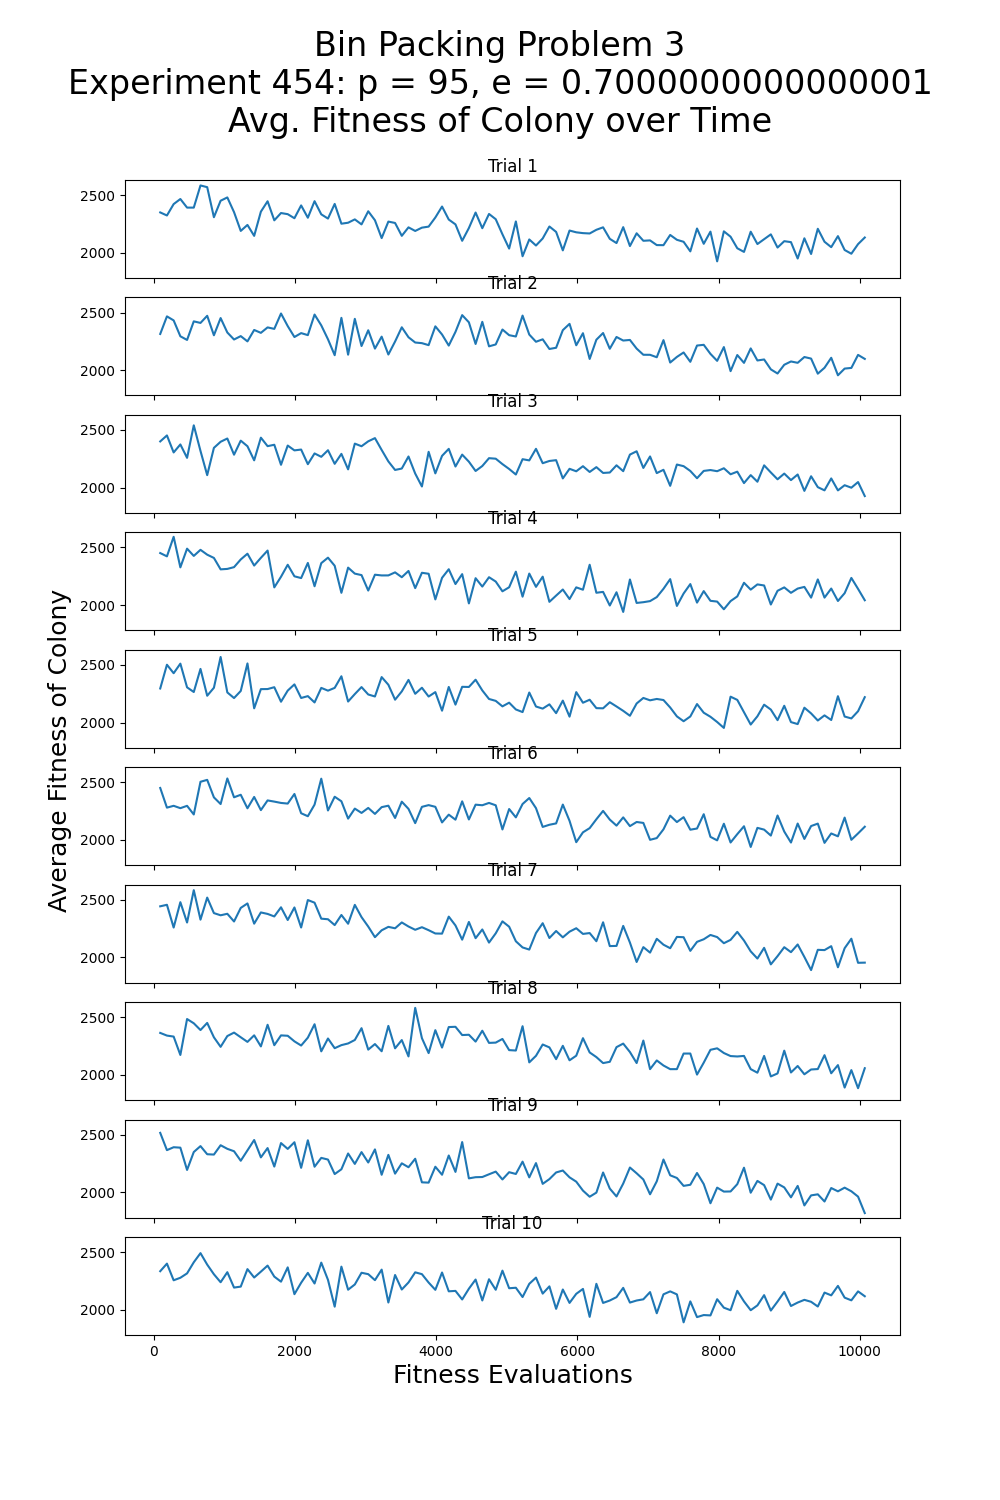 Bin Packing Problem 3
Experiment 454: p = 95, e = 0.7000000000000001
Avg. Fitness of Colony over Time
Trial 1
2500
2000
Trial 2
2500
2000
Trial 3
2500
2000
Trial 4
2500
2000
Trial 5
2500
2000
Trial 6
2500
2000
Trial 7
2500
2000
Trial 8
2500
2000
Trial 9
2500
2000
Trial 10
2500
2000
Average Fitness of Colony
0 2000 4000 6000 8000 10000
Fitness Evaluations